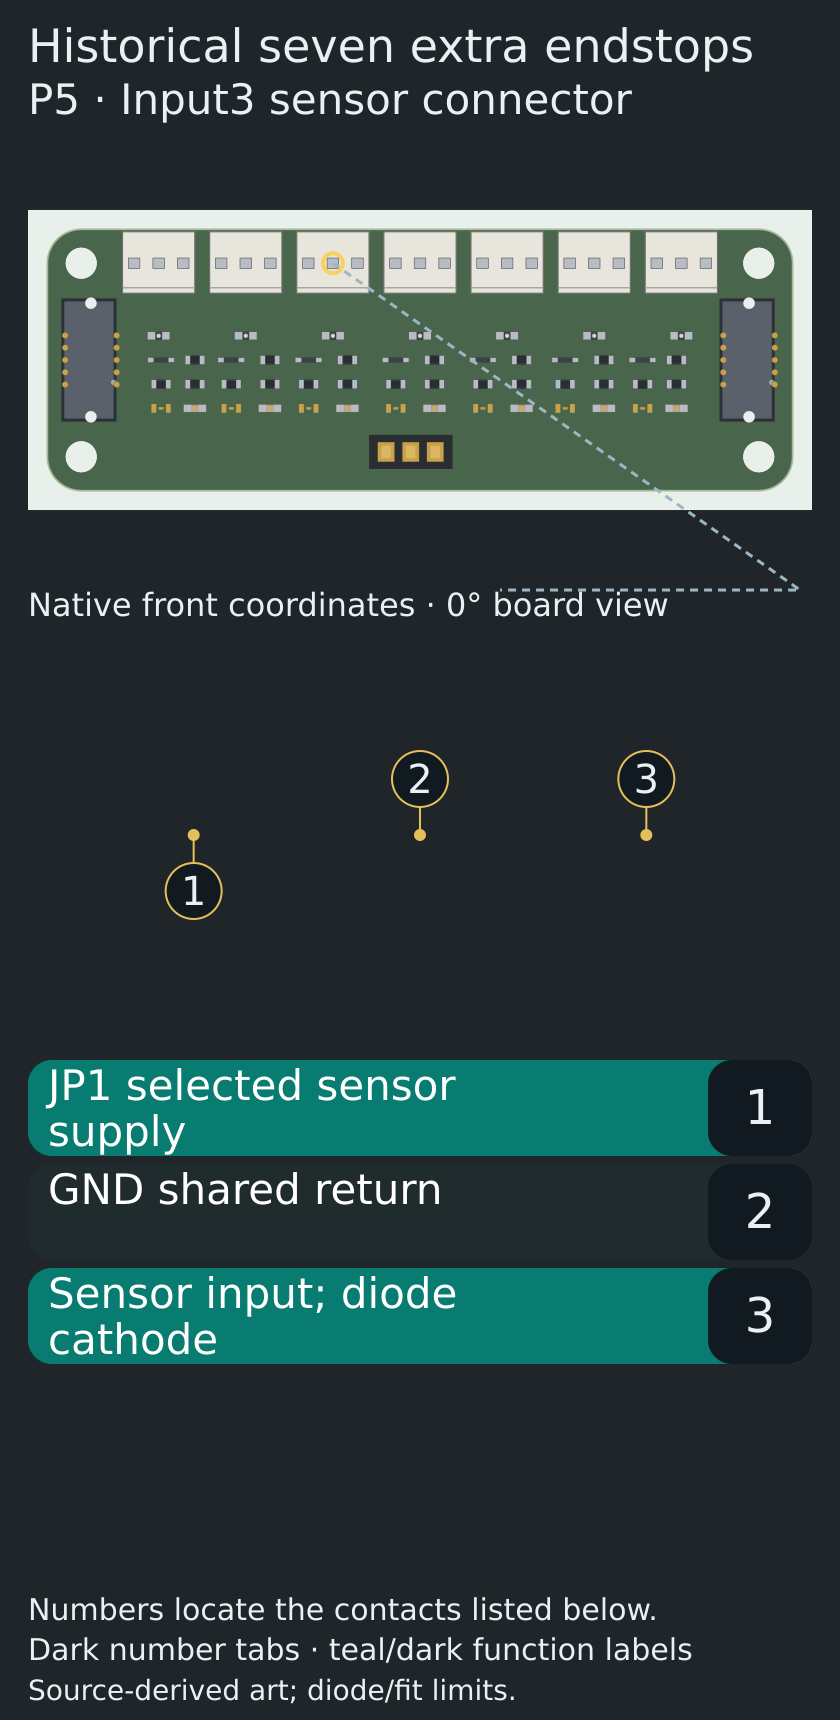 Historical seven extra endstops
P5 · Input3 sensor connector
Native front coordinates · 0° board view
2
3
1
JP1 selected sensor
supply
1
GND shared return
2
Sensor input; diode
cathode
3
Numbers locate the contacts listed below.
Dark number tabs · teal/dark function labels
Source-derived art; diode/fit limits.